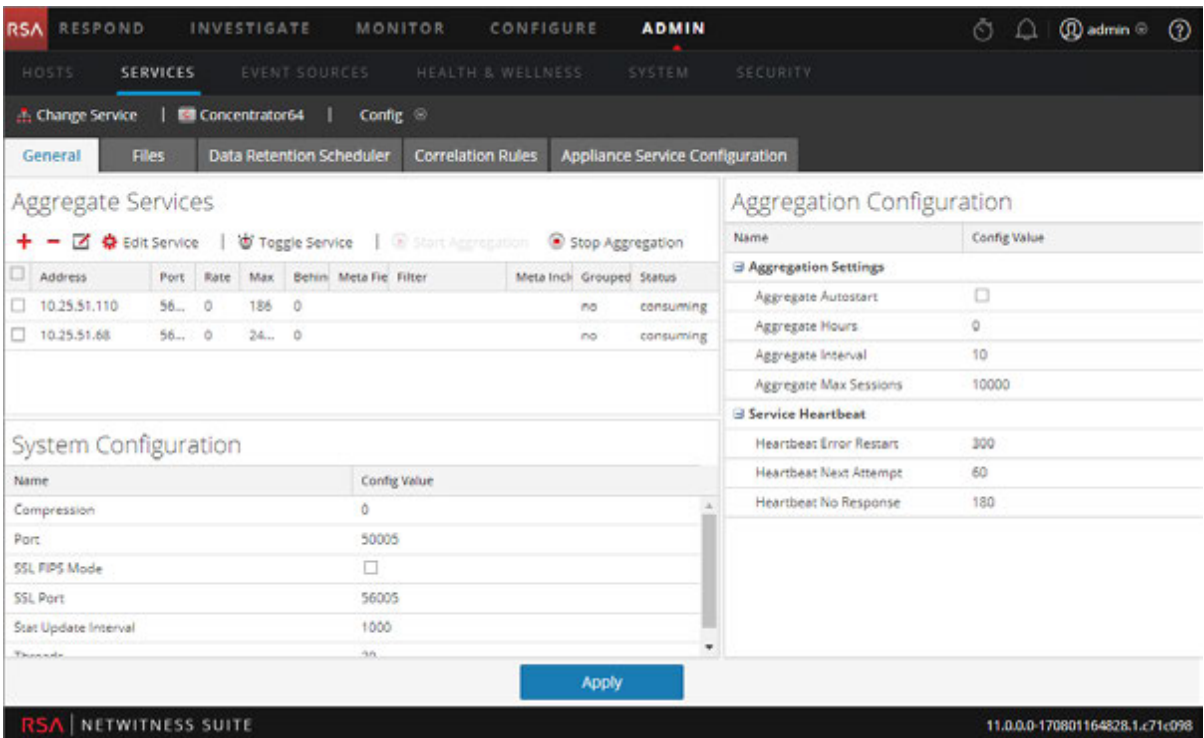 RSA RESPOND INVESTIGATE MONITOR CONFIGURE ADMIN admin
HOSTS SERVICES EVENT SOURCES HEALTH & WELLNESS SYSTEM SECURITY
Change Service | Concentrator64 | Config
General Files Data Retention Scheduler Correlation Rules Appliance Service Configuration
Aggregate Services
Edit Service | Toggle Service | Start Aggregation Stop Aggregation
Address Port Rate Max Behin Meta Fie Filter Meta Incl Grouped Status
10.25.51.110 56... 0 186 0 no consuming
10.25.51.68 56... 0 24... 0 no consuming
System Configuration
Name Config Value
Compression 0
Port 50005
SSL FIPS Mode
SSL Port 56005
Stat Update Interval 1000
Threads 20
Aggregation Configuration
Name Config Value
Aggregation Settings
Aggregate Autostart
Aggregate Hours 0
Aggregate Interval 10
Aggregate Max Sessions 10000
Service Heartbeat
Heartbeat Error Restart 300
Heartbeat Next Attempt 60
Heartbeat No Response 180
Apply
RSA | NETWITNESS SUITE 11.0.0.0-170801164828.1.c71c098